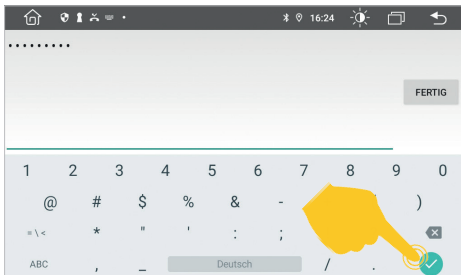 16:24
•••••••••
FERTIG
1 2 3 4 5 6 7 8 9 0
@ # $ % & - )
= \ < * " ' : ;
ABC , _ Deutsch / .